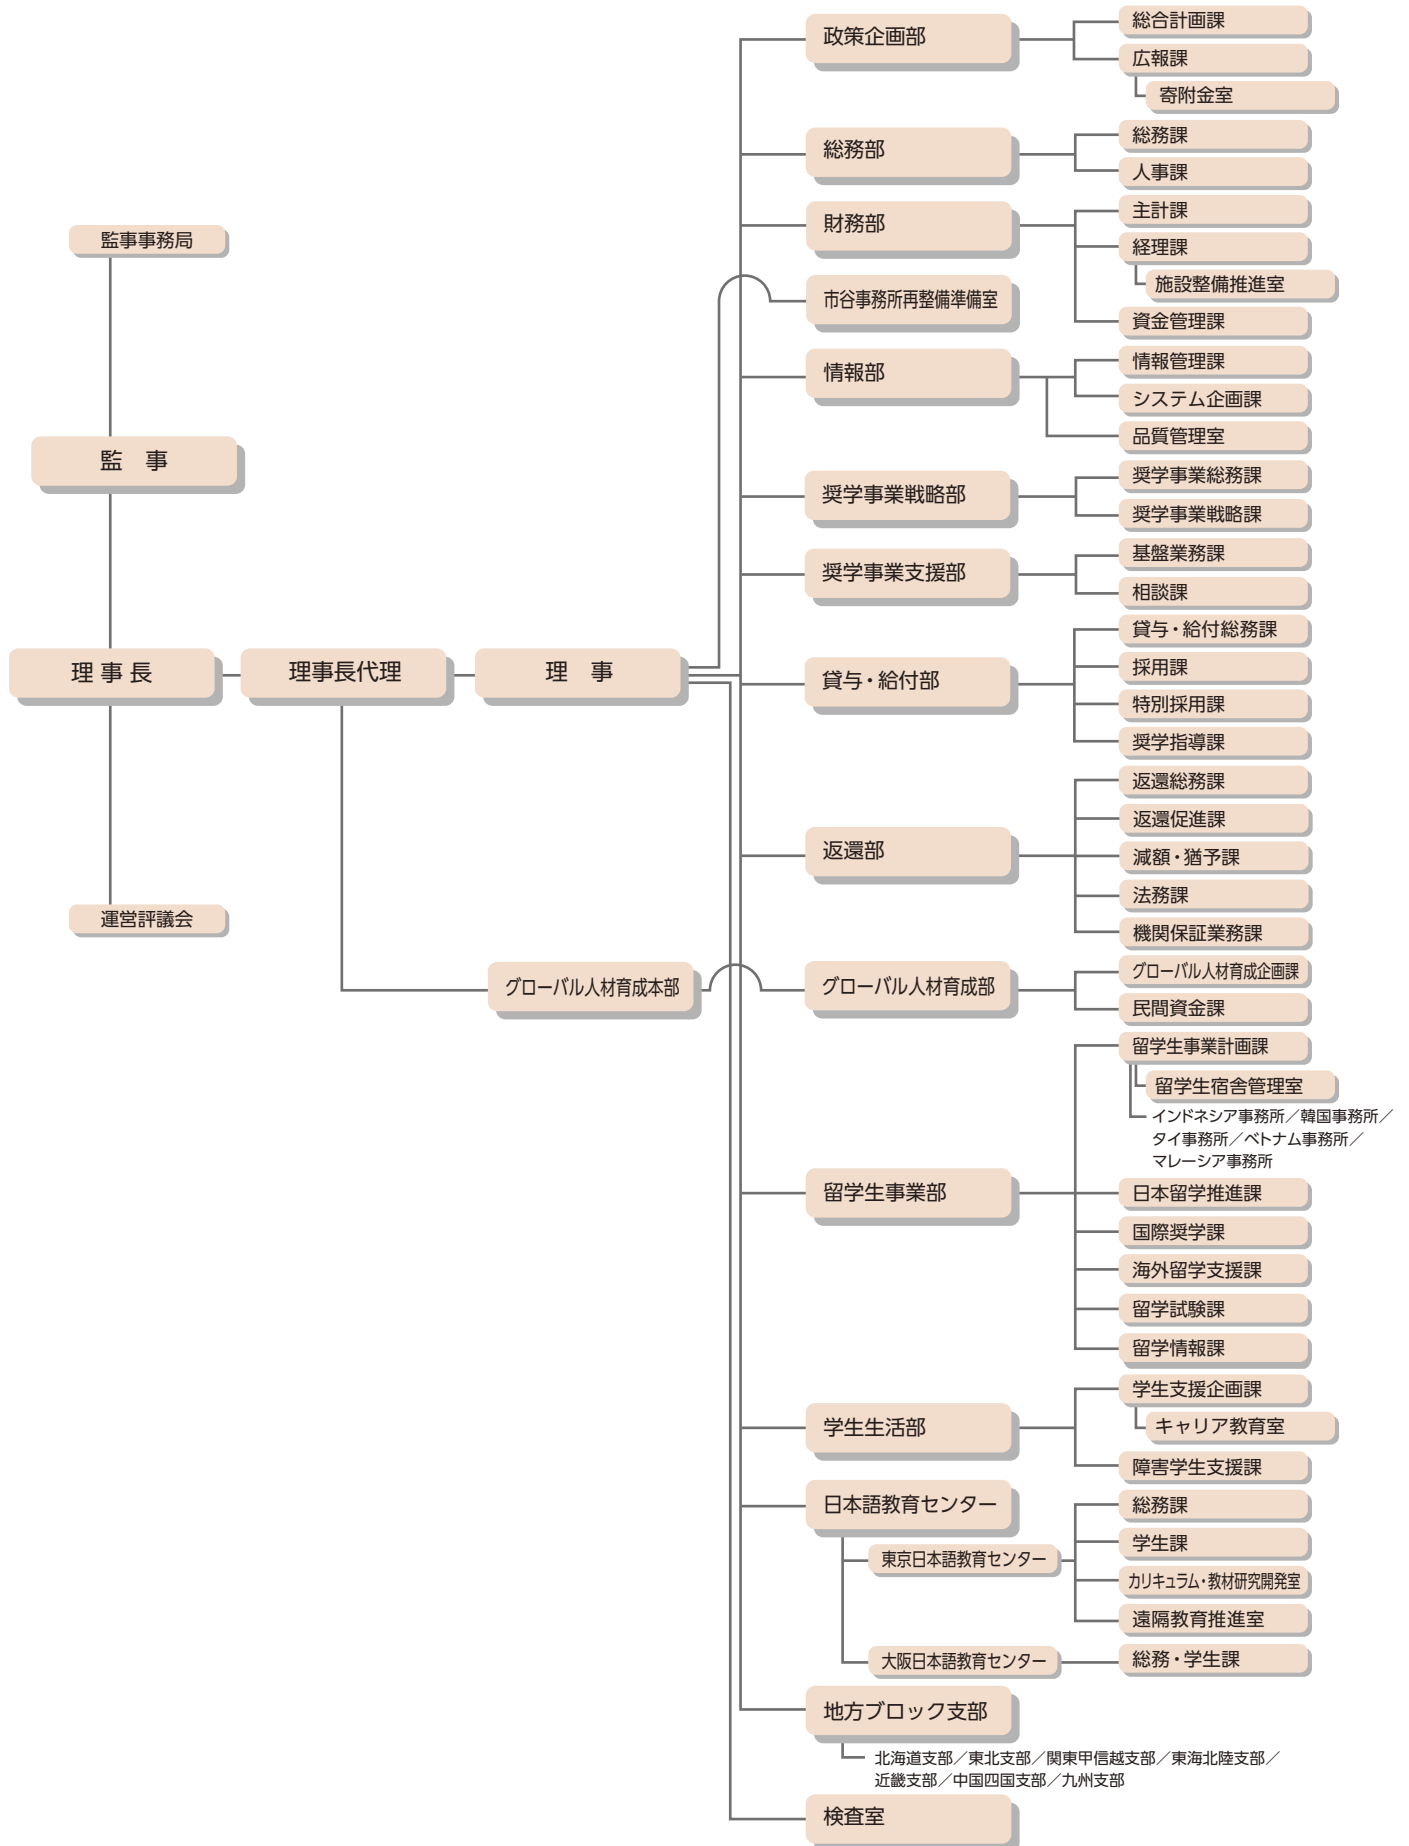 監事事務局
監　事
理 事 長
運営評議会
理事長代理
理　事
グローバル人材育成本部
政策企画部
総合計画課
広報課
寄附金室
総務部
総務課
人事課
財務部
主計課
経理課
施設整備推進室
資金管理課
市谷事務所再整備準備室
情報部
情報管理課
システム企画課
品質管理室
奨学事業戦略部
奨学事業総務課
奨学事業戦略課
奨学事業支援部
基盤業務課
相談課
貸与・給付部
貸与・給付総務課
採用課
特別採用課
奨学指導課
返還部
返還総務課
返還促進課
減額・猶予課
法務課
機関保証業務課
グローバル人材育成部
グローバル人材育成企画課
民間資金課
留学生事業部
留学生事業計画課
留学生宿舎管理室
インドネシア事務所／韓国事務所／
タイ事務所／ベトナム事務所／
マレーシア事務所
日本留学推進課
国際奨学課
海外留学支援課
留学試験課
留学情報課
学生生活部
学生支援企画課
キャリア教育室
障害学生支援課
日本語教育センター
東京日本語教育センター
総務課
学生課
カリキュラム・教材研究開発室
遠隔教育推進室
大阪日本語教育センター
総務・学生課
地方ブロック支部
北海道支部／東北支部／関東甲信越支部／東海北陸支部／
近畿支部／中国四国支部／九州支部
検査室